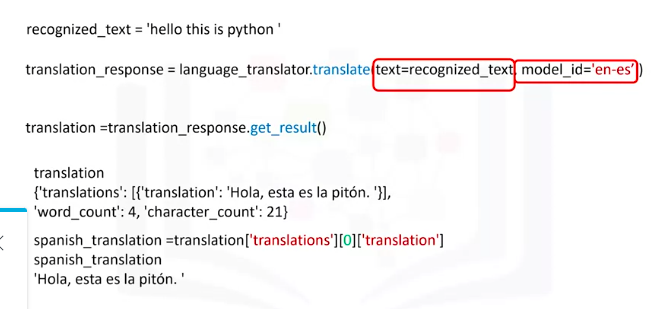 recognized_text = 'hello this is python '
translation_response = language_translator.translate(text=recognized_text, model_id='en-es')
translation =translation_response.get_result()
translation
{'translations': [{'translation': 'Hola, esta es la pitón. '}],
'word_count': 4, 'character_count': 21}
spanish_translation =translation['translations'][0]['translation']
spanish_translation
'Hola, esta es la pitón. '